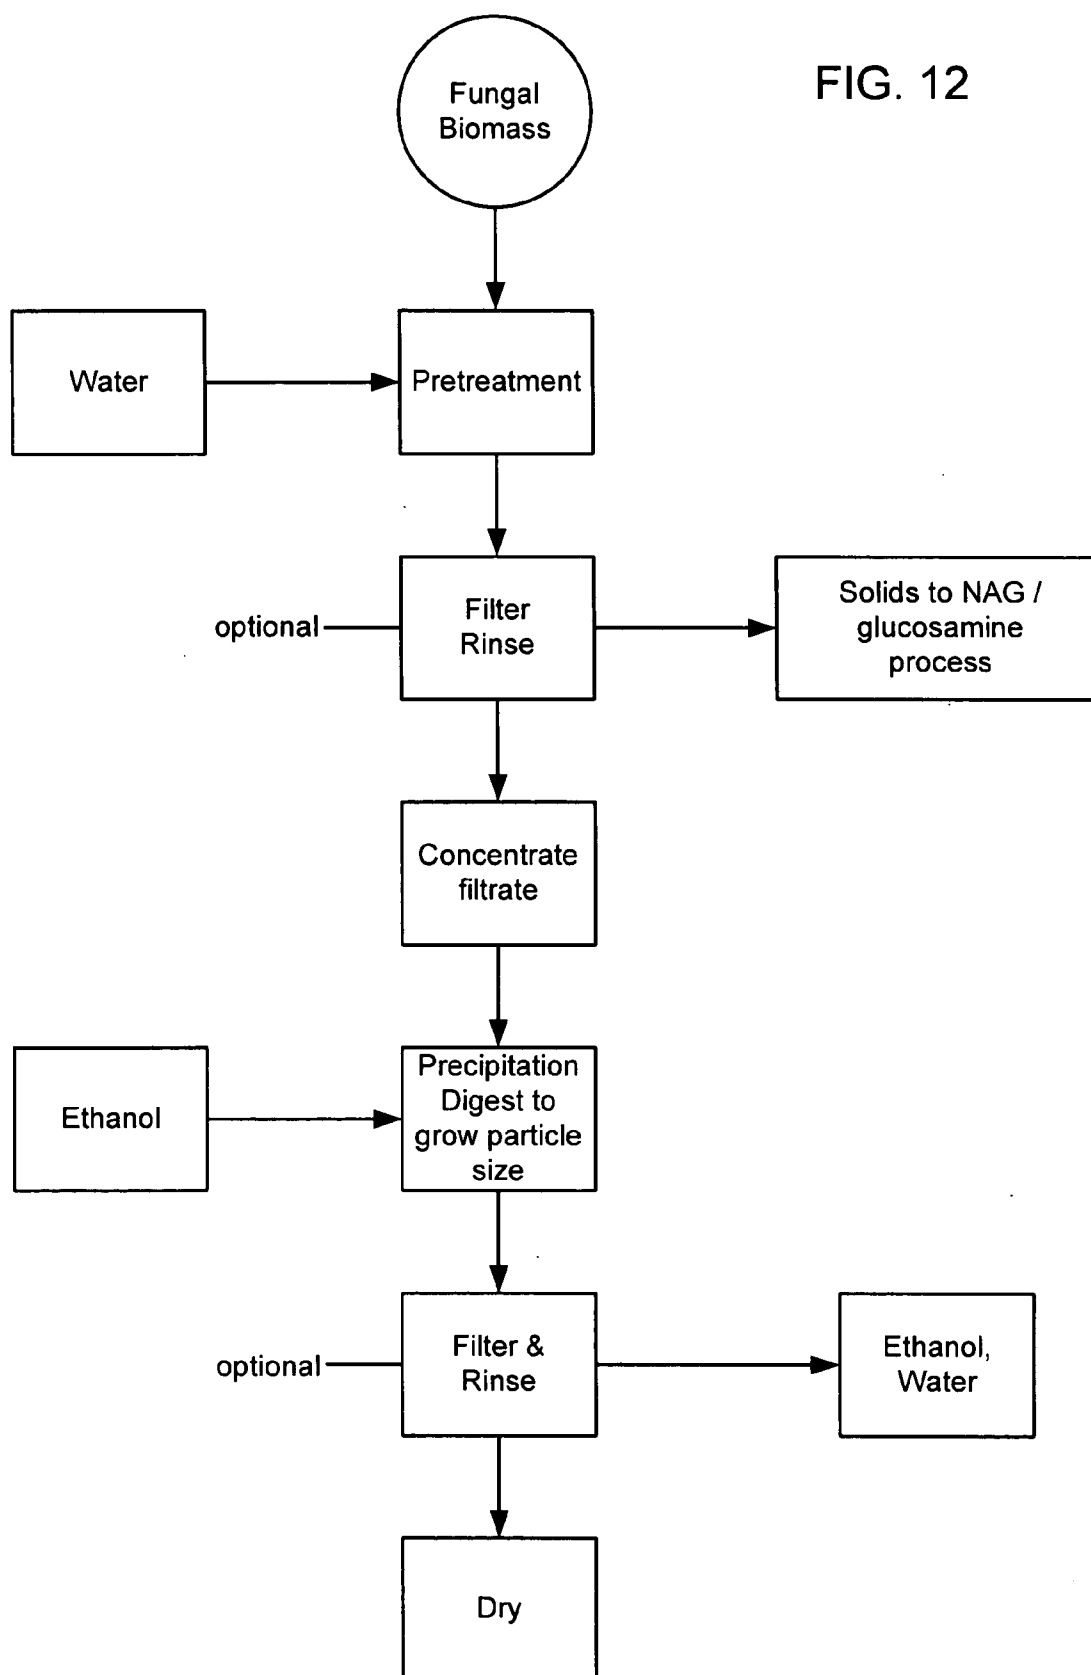 FIG. 12
Fungal
Biomass
Water
Pretreatment
optional
Filter
Rinse
Solids to NAG /
glucosamine
process
Concentrate
filtrate
Ethanol
Precipitation
Digest to
grow particle
size
optional
Filter &
Rinse
Ethanol,
Water
Dry